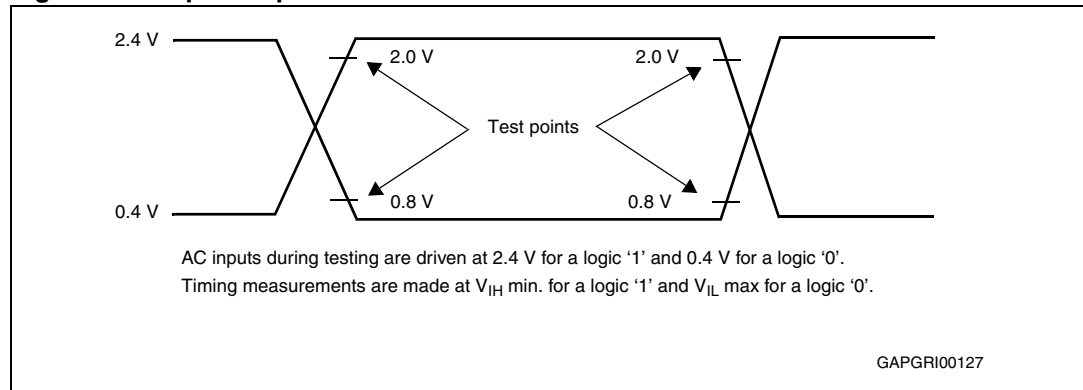 2.4 V
2.0 V
2.0 V
Test points
0.8 V
0.8 V
0.4 V
AC inputs during testing are driven at 2.4 V for a logic ‘1’ and 0.4 V for a logic ‘0’.
Timing measurements are made at VIH min. for a logic ‘1’ and VIL max for a logic ‘0’.
GAPGRI00127